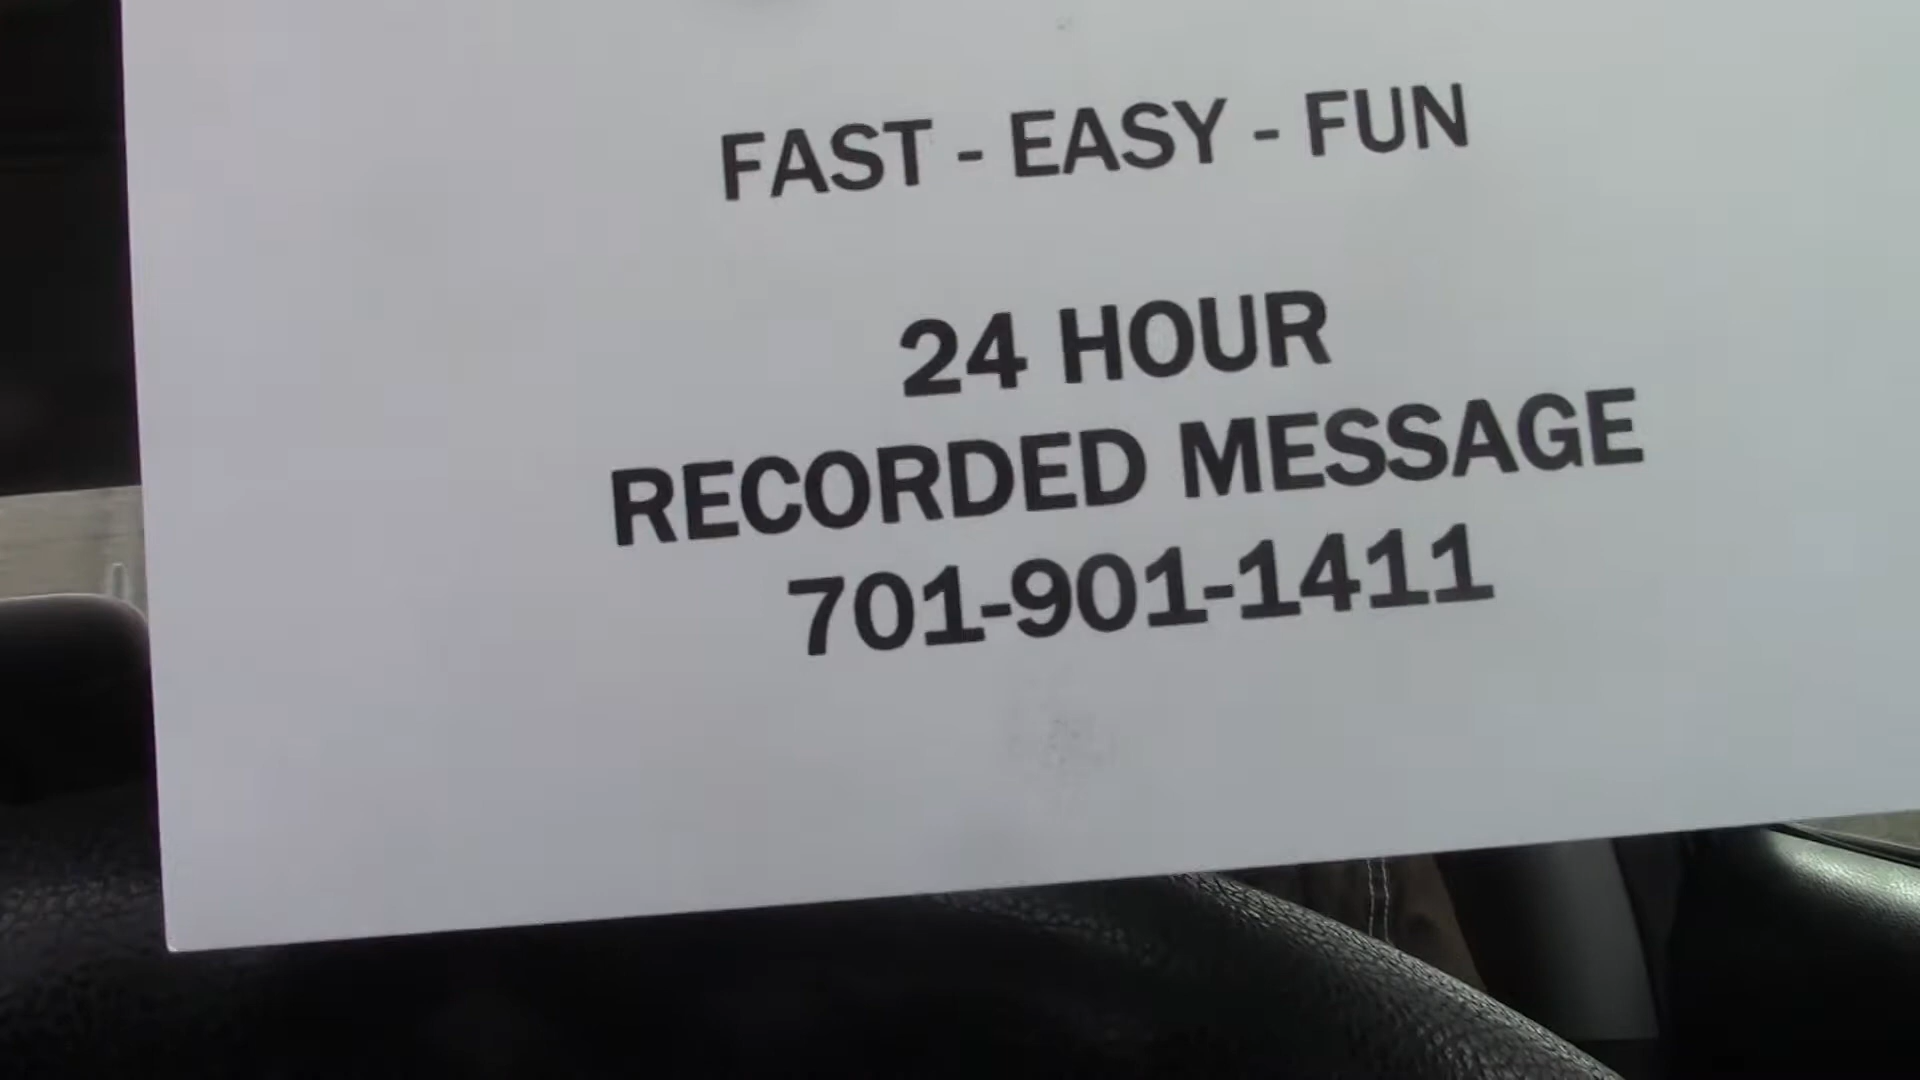 FAST - EASY - FUN
24 HOUR
RECORDED MESSAGE
701-901-1411